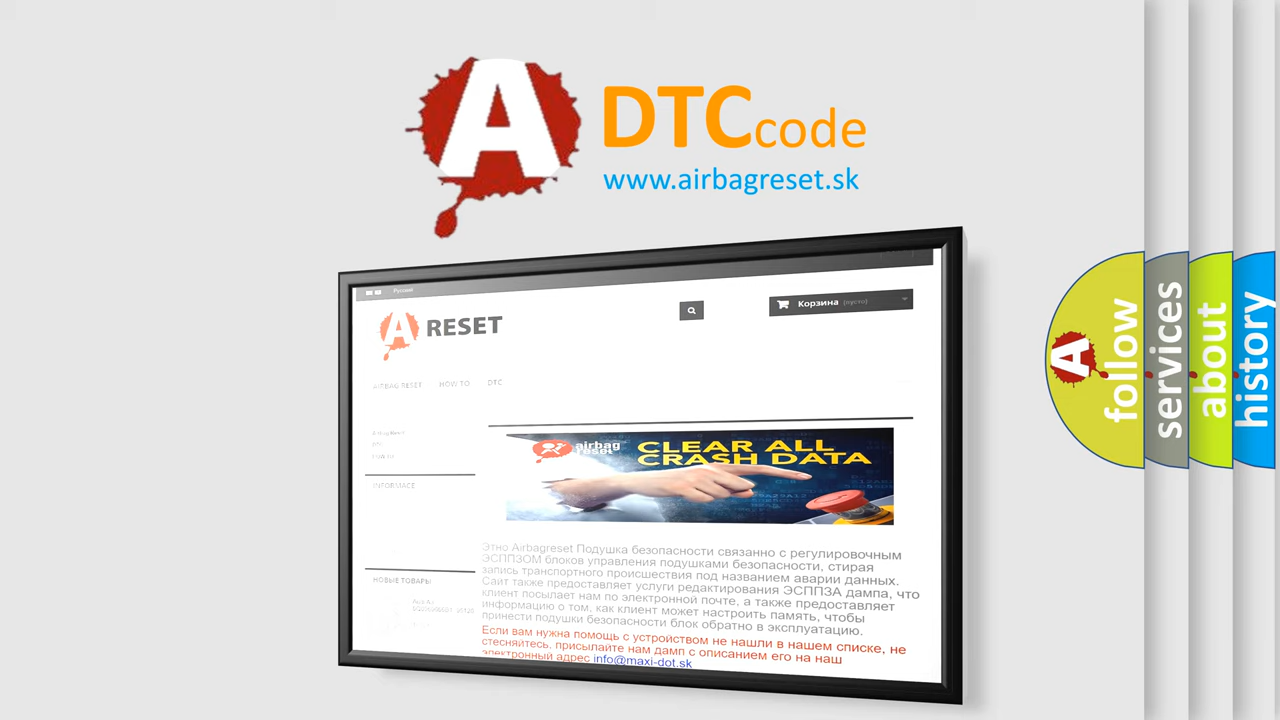 A
DTCcode
www.airbagreset.sk
Русский
A RESET
Корзина (пусто)
AIRBAG RESET HOW TO DTC
DTC
INFORMACE
airbag
reset
CLEAR ALL
CRASH DATA
Этно Airbagreset Подушка безопасности связанно с регулировочным
ЭСППЗОМ блоков управления подушками безопасности, стирая
запись транспортного происшествия под названием аварии данных.
Сайт также предоставляет услуги редактирования ЭСППЗА дампа, что
клиент посылает нам по электронной почте, а также предоставляет
информацию о том, как клиент может настроить память, чтобы
принести подушки безопасности блок обратно в эксплуатацию.
Если вам нужна помощь с устройством не нашли в нашем списке, не
стесняйтесь, присылайте нам дамп с описанием его на наш
электронный адрес info@maxi-dot.sk
НОВЫЕ ТОВАРЫ
A
follow
services
about
history